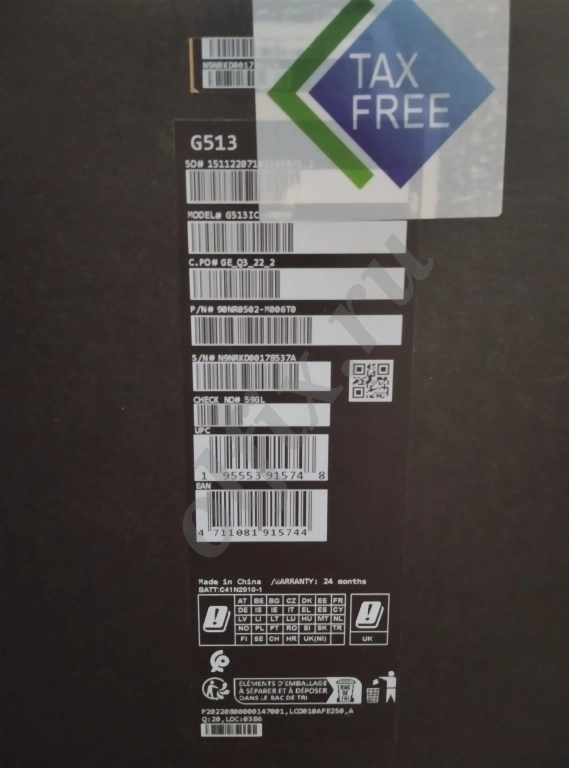 N9NRKD0017
TAX
FREE
G513
SO# 151122071
MODEL# G513IC
C.PO# GE_Q3_22_2
P/N# 90NR0502-M006T0
S/N# N9NRKD00178537A
CHECK NO# 59GL
UPC
1 95553 91574 8
EAN
4 711081 915744
Made in China /WARRANTY: 24 months
BATT:C41N2010-1
AT BE BG CZ DK EE FR
DE IS IE IT EL ES CY
LV LI LT LU HU MT NL
NO PL PT RO SI SK TR
FI SE CH HR UK(NI)
UK
ÉLÉMENTS D'EMBALLAGE
À SÉPARER ET À DÉPOSER
DANS LE BAC DE TRI
BAC
DE TRI
Q:20, LOC:0386